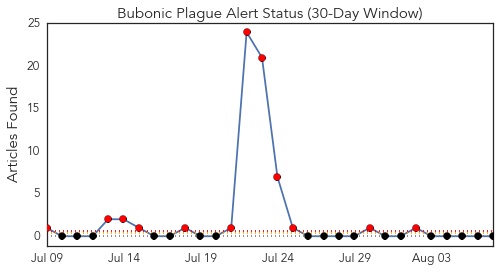 Bubonic Plague Alert Status (30-Day Window)
Articles Found
25
20
15
10
5
0
Jul 09 Jul 14 Jul 19 Jul 24 Jul 29 Aug 03